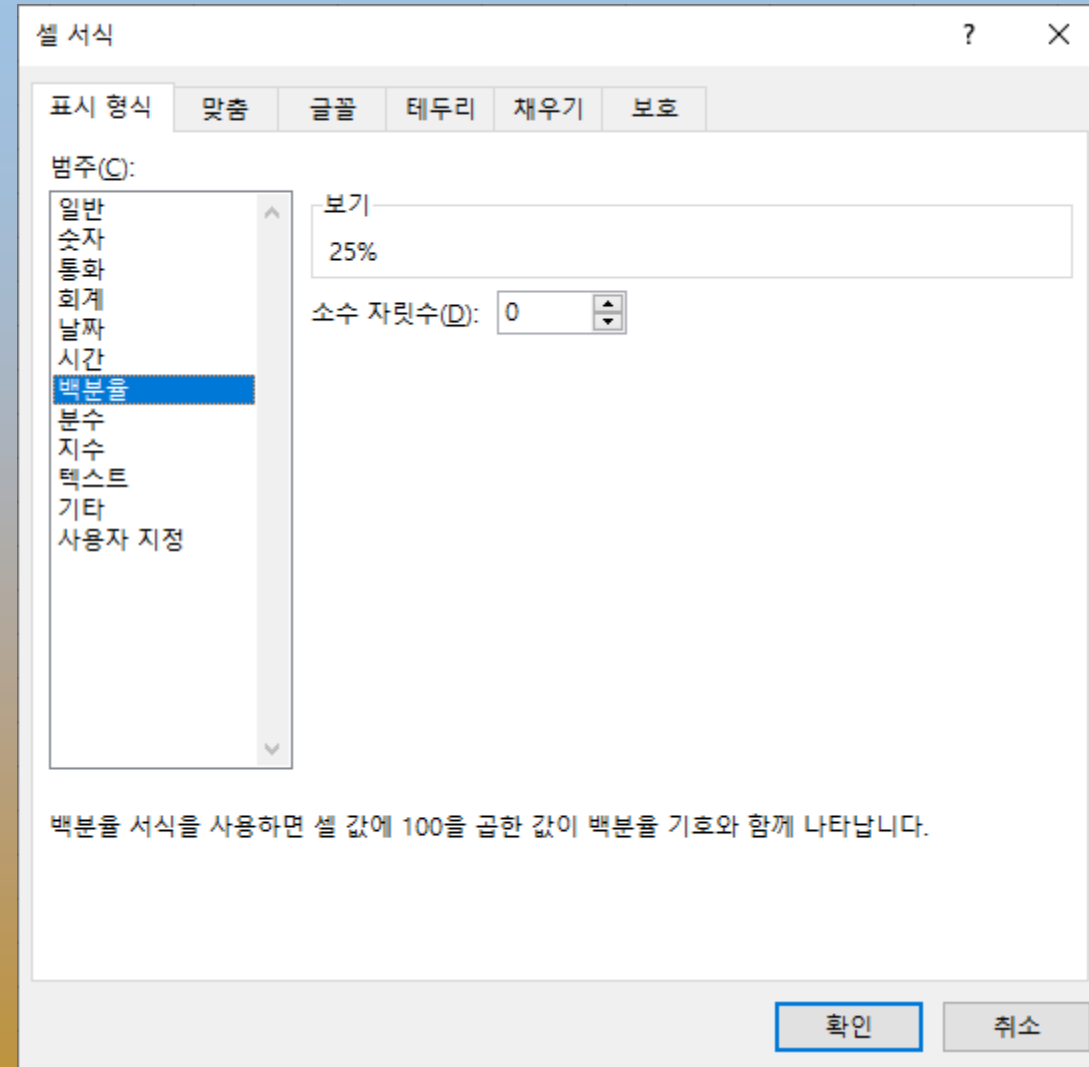 셀 서식
표시 형식 맞춤 글꼴 테두리 채우기 보호
범주(C):
일반
숫자
통화
회계
날짜
시간
백분율
분수
지수
텍스트
기타
사용자 지정
보기
25%
소수 자릿수(D): 0
백분율 서식을 사용하면 셀 값에 100을 곱한 값이 백분율 기호와 함께 나타납니다.
확인 취소